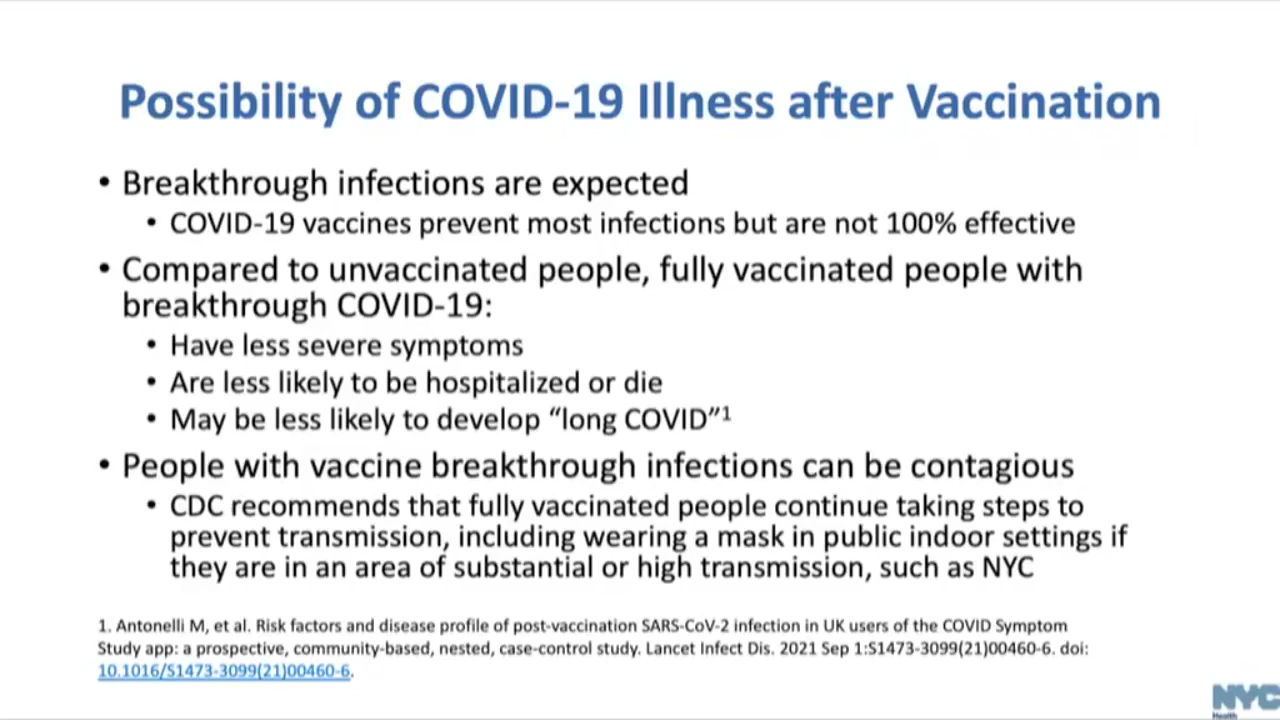 Possibility of COVID-19 Illness after Vaccination
• Breakthrough infections are expected
• COVID-19 vaccines prevent most infections but are not 100% effective
• Compared to unvaccinated people, fully vaccinated people with
breakthrough COVID-19:
• Have less severe symptoms
• Are less likely to be hospitalized or die
• May be less likely to develop “long COVID”¹
• People with vaccine breakthrough infections can be contagious
• CDC recommends that fully vaccinated people continue taking steps to
prevent transmission, including wearing a mask in public indoor settings if
they are in an area of substantial or high transmission, such as NYC
1. Antonelli M, et al. Risk factors and disease profile of post-vaccination SARS-CoV-2 infection in UK users of the COVID Symptom
Study app: a prospective, community-based, nested, case-control study. Lancet Infect Dis. 2021 Sep 1:S1473-3099(21)00460-6. doi:
10.1016/S1473-3099(21)00460-6.
NYC
Health